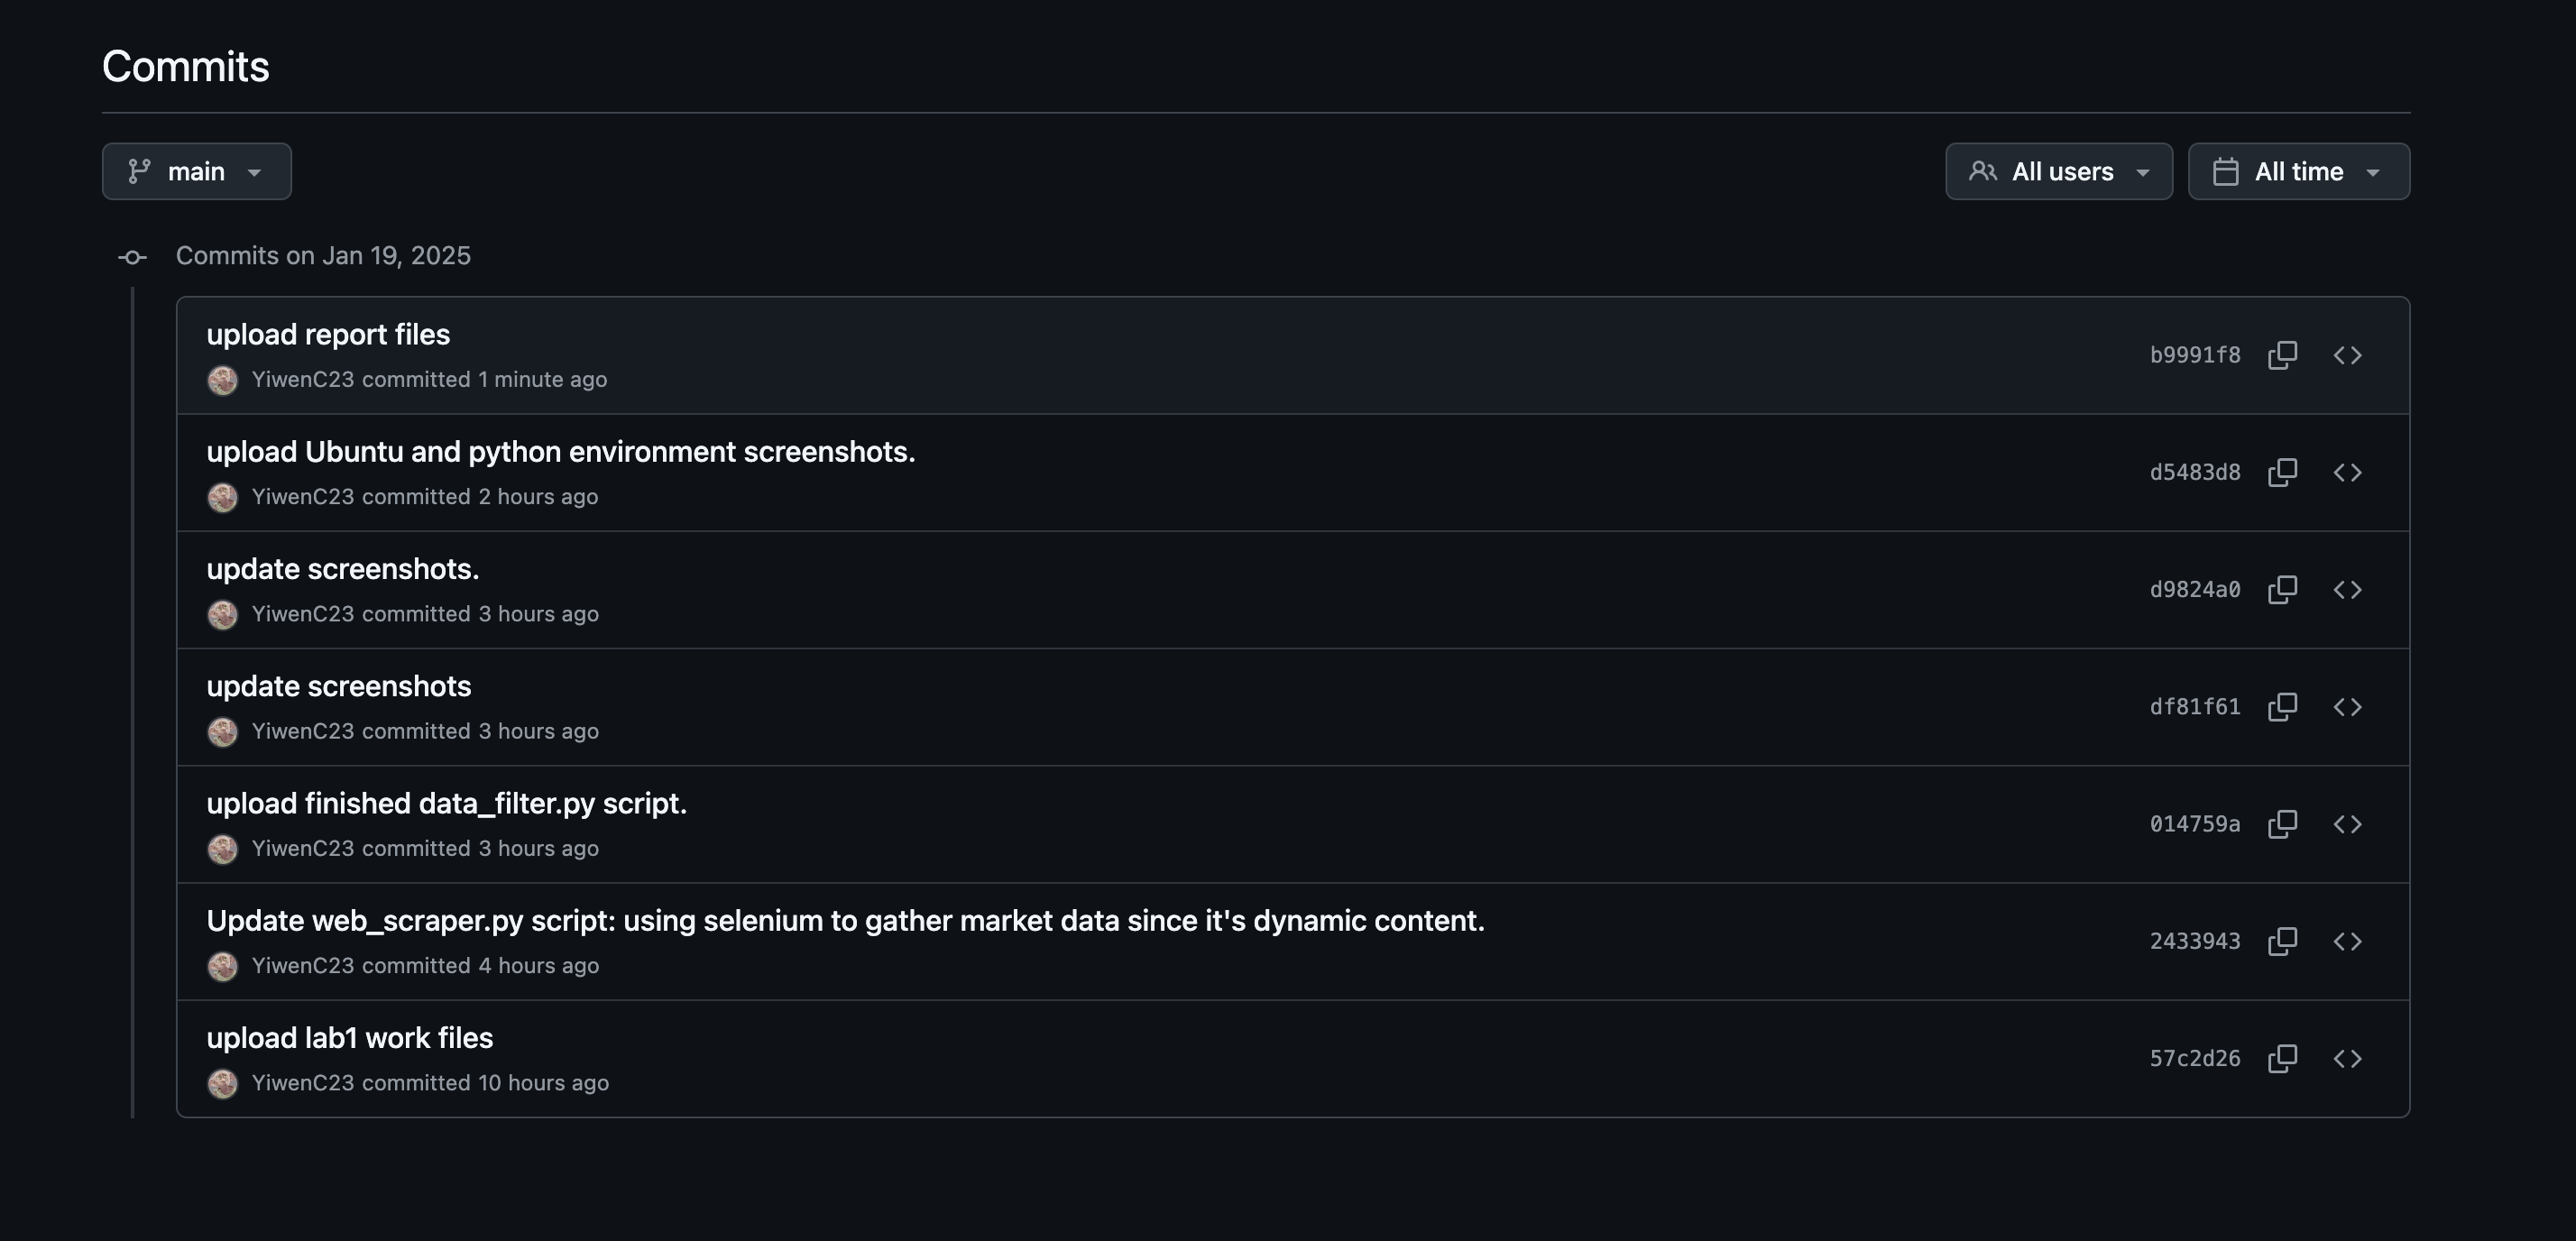 Commits
main
All users
All time
Commits on Jan 19, 2025
upload report files
YiwenC23 committed 1 minute ago
b9991f8
upload Ubuntu and python environment screenshots.
YiwenC23 committed 2 hours ago
d5483d8
update screenshots.
YiwenC23 committed 3 hours ago
d9824a0
update screenshots
YiwenC23 committed 3 hours ago
df81f61
upload finished data_filter.py script.
YiwenC23 committed 3 hours ago
014759a
Update web_scraper.py script: using selenium to gather market data since it's dynamic content.
YiwenC23 committed 4 hours ago
2433943
upload lab1 work files
YiwenC23 committed 10 hours ago
57c2d26